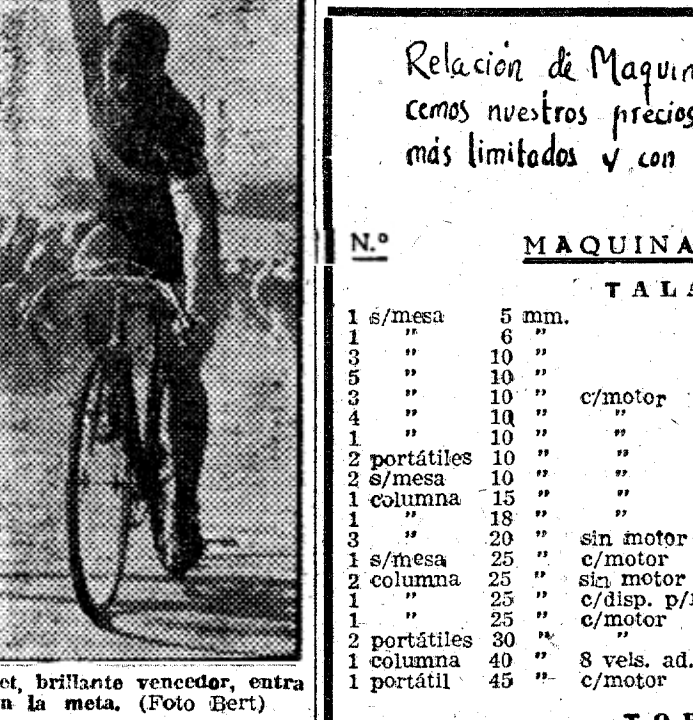 et, brillante vencedor, entra
n la meta. (Foto Bert)
Relación de Maquin
cemos nuestros precios
más limitados y con
N.º MAQUINA
TALA
1 s/mesa 5 mm.
1 " 6 "
3 " 10 "
5 " 10 "
3 " 10 " c/motor
4 " 10 " "
1 " 10 " "
2 portátiles 10 " "
2 s/mesa 10 " "
1 columna 15 " "
1 " 18 " "
3 " 20 " sin motor
1 s/mesa 25 " c/motor
2 columna 25 " sin motor
1 " 25 " c/disp. p/
1 " 25 " c/motor
2 portátiles 30 " "
1 columna 40 " 8 vels. ad.
1 portátil 45 " c/motor